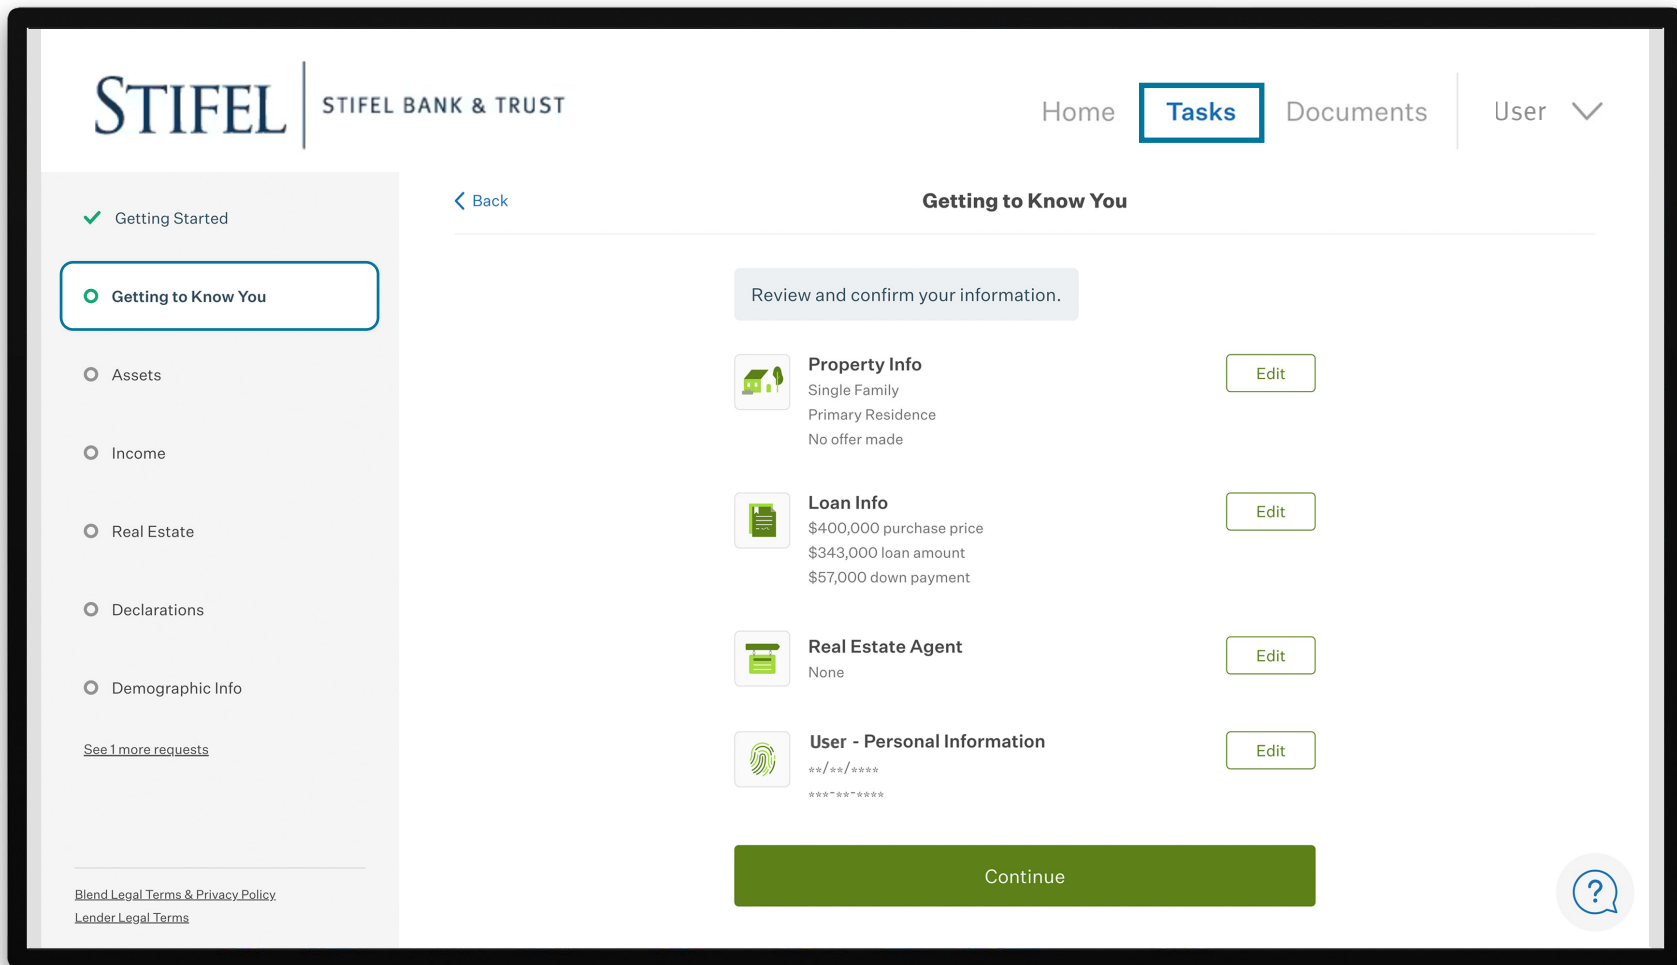 STIFEL
STIFEL BANK & TRUST
Home
Tasks
Documents
User
Getting Started
Getting to Know You
Assets
Income
Real Estate
Declarations
Demographic Info
See 1 more requests
Blend Legal Terms & Privacy Policy
Lender Legal Terms
Back
Getting to Know You
Review and confirm your information.
Property Info
Single Family
Primary Residence
No offer made
Edit
Loan Info
$400,000 purchase price
$343,000 loan amount
$57,000 down payment
Edit
Real Estate Agent
None
Edit
User - Personal Information
**/**/****
***-**-****
Edit
Continue
?